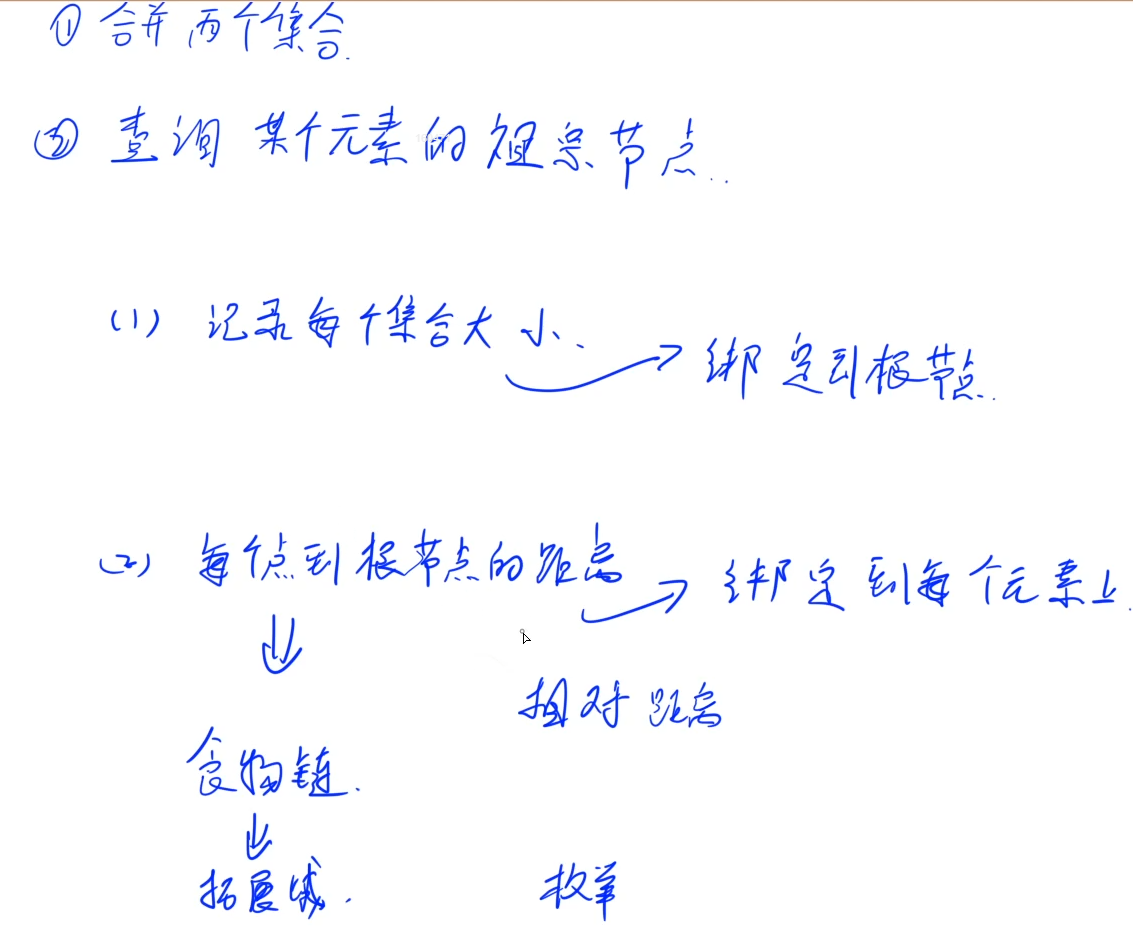 ① 合并两个集合.
② 查询某个元素的祖宗节点..
(1) 记录每个集合大小、
绑定到根节点..
(2) 每个点到根节点的距离
绑定到每个元素上.
相对距离
食物链.
拓展域.
枚举